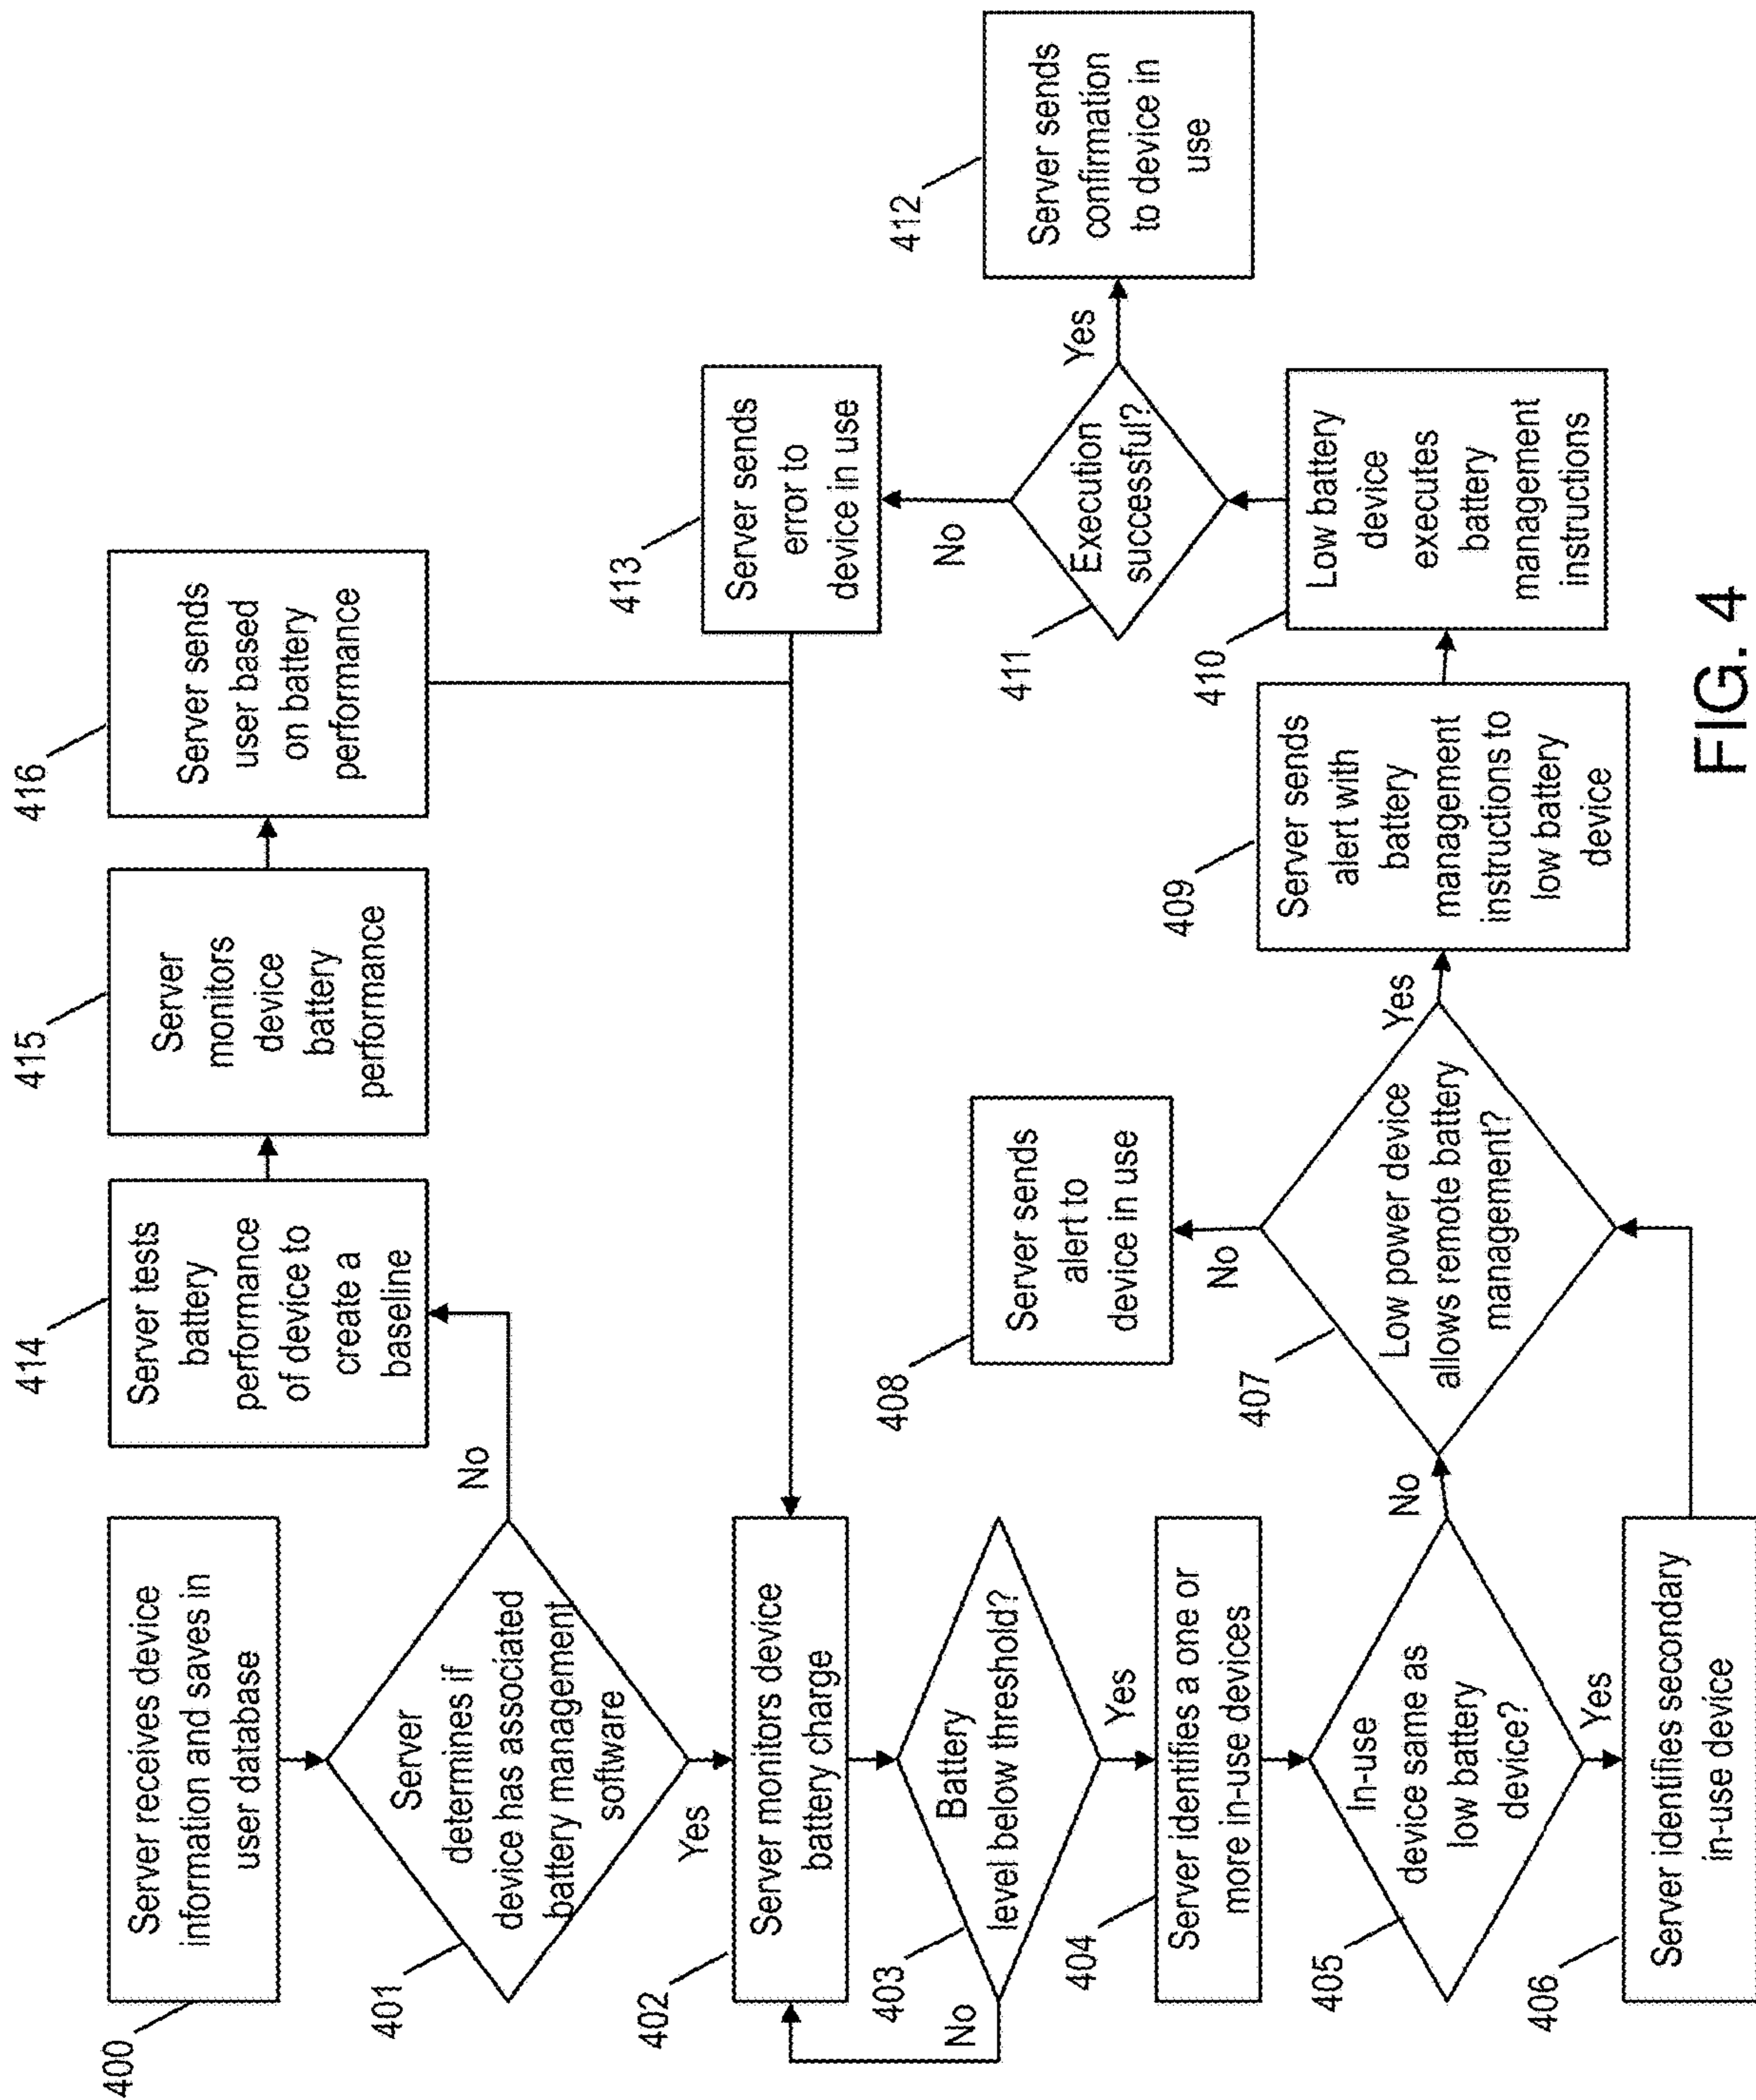 400
Server receives device
information and saves in
user database
401
Server
determines if
device has associated
battery management
software
No
Yes
414
Server tests
battery
performance
of device to
create a
baseline
415
Server
monitors
device
battery
performance
416
Server sends
user based
on battery
performance
402
Server monitors device
battery charge
403
Battery
level below threshold?
No
Yes
404
Server identifies a one or
more in-use devices
405
In-use
device same as
low battery
device?
No
Yes
406
Server identifies secondary
in-use device
407
Low power device
allows remote battery
management?
No
Yes
408
Server sends
alert to
device in use
409
Server sends
alert with
battery
management
instructions to
low battery
device
410
Low battery
device
executes
battery
management
instructions
411
Execution
successful?
No
Yes
412
Server sends
confirmation
to device in
use
413
Server sends
error to
device in use
FIG. 4